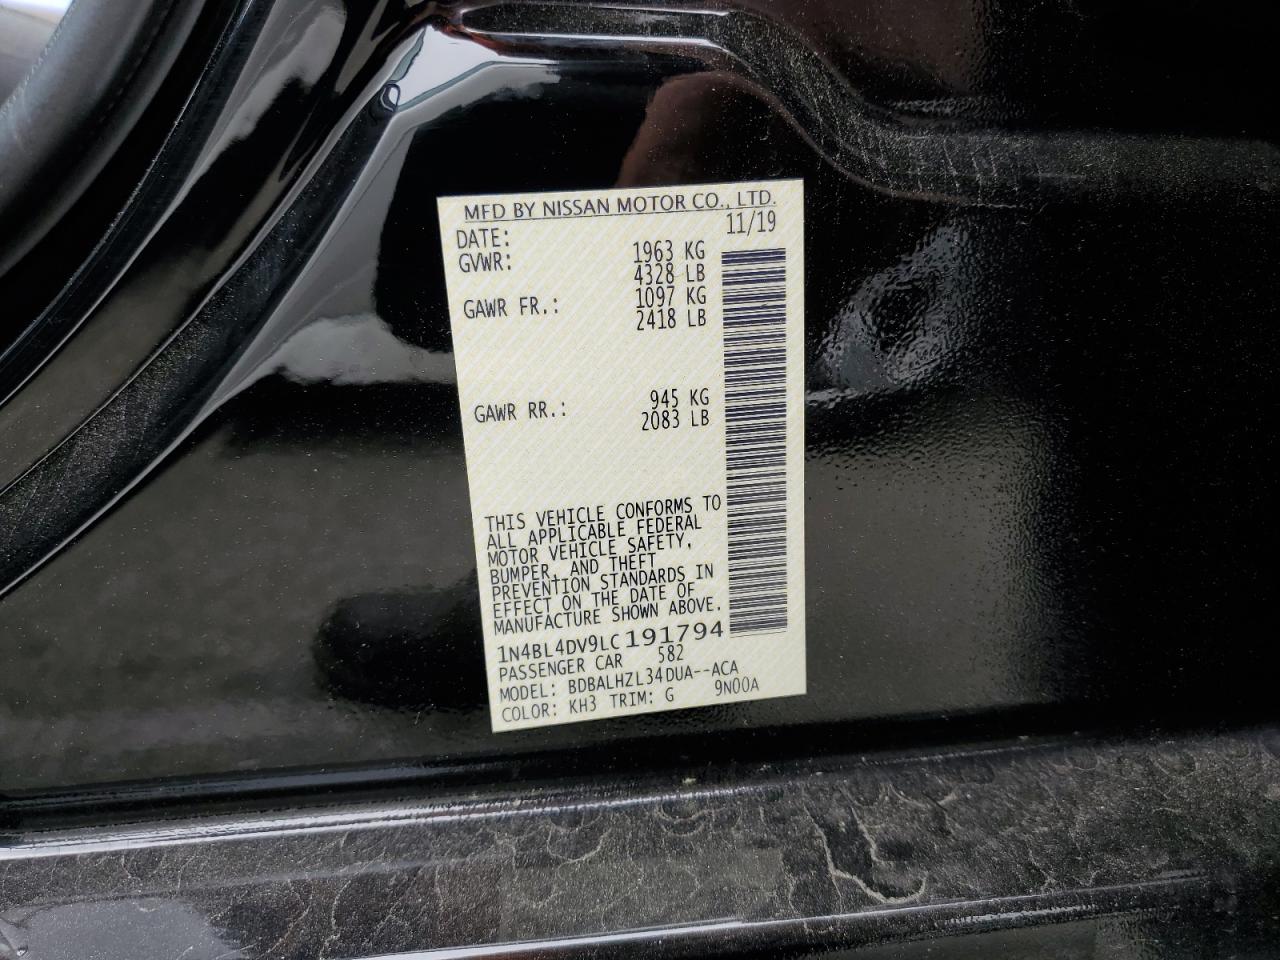 MFD BY NISSAN MOTOR CO., LTD.
DATE: 11/19
GVWR: 1963 KG
4328 LB
GAWR FR.: 1097 KG
2418 LB
GAWR RR.: 945 KG
2083 LB
THIS VEHICLE CONFORMS TO
ALL APPLICABLE FEDERAL
MOTOR VEHICLE SAFETY,
BUMPER, AND THEFT
PREVENTION STANDARDS IN
EFFECT ON THE DATE OF
MANUFACTURE SHOWN ABOVE.
1N4BL4DV9LC191794
PASSENGER CAR 582
MODEL: BDBALHZL34DUA--ACA
COLOR: KH3 TRIM: G 9N00A